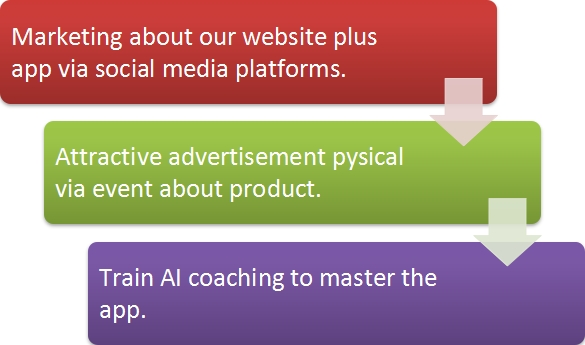 Marketing about our website plus
app via social media platforms.
Attractive advertisement pysical
via event about product.
Train AI coaching to master the
app.